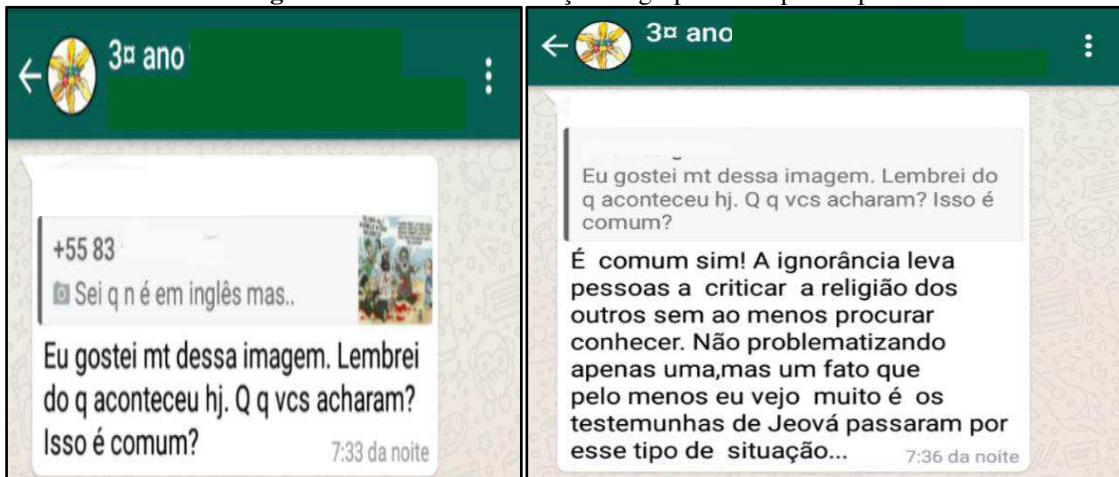 3¤ ano
+55 83
Sei q n é em inglês mas..
Eu gostei mt dessa imagem. Lembrei
do q aconteceu hj. Q q vcs acharam?
Isso é comum?
7:33 da noite
3¤ ano
Eu gostei mt dessa imagem. Lembrei do
q aconteceu hj. Q q vcs acharam? Isso é
comum?
É comum sim! A ignorância leva
pessoas a criticar a religião dos
outros sem ao menos procurar
conhecer. Não problematizando
apenas uma,mas um fato que
pelo menos eu vejo muito é os
testemunhas de Jeová passaram por
esse tipo de situação...
7:36 da noite